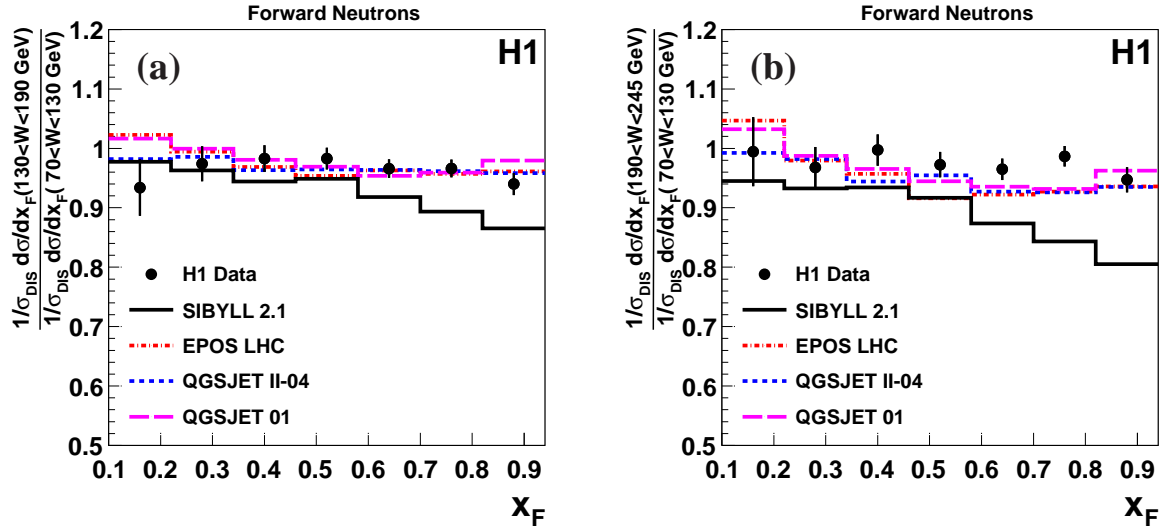 Forward Neutrons
H1
(a)
1.2
1.1
1
0.9
0.8
0.7
0.6
0.5
1/σDIS dσ/dxF(130<W<190 GeV)
1/σDIS dσ/dxF( 70<W<130 GeV)
H1 Data
SIBYLL 2.1
EPOS LHC
QGSJET II-04
QGSJET 01
0.1 0.2 0.3 0.4 0.5 0.6 0.7 0.8 0.9
xF
Forward Neutrons
H1
(b)
1.2
1.1
1
0.9
0.8
0.7
0.6
0.5
1/σDIS dσ/dxF(190<W<245 GeV)
1/σDIS dσ/dxF( 70<W<130 GeV)
H1 Data
SIBYLL 2.1
EPOS LHC
QGSJET II-04
QGSJET 01
0.1 0.2 0.3 0.4 0.5 0.6 0.7 0.8 0.9
xF